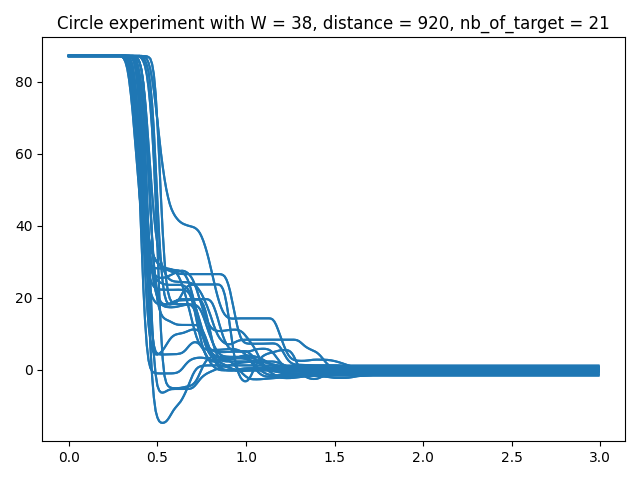 Circle experiment with W = 38, distance = 920, nb_of_target = 21
80
60
40
20
0
0.0 0.5 1.0 1.5 2.0 2.5 3.0